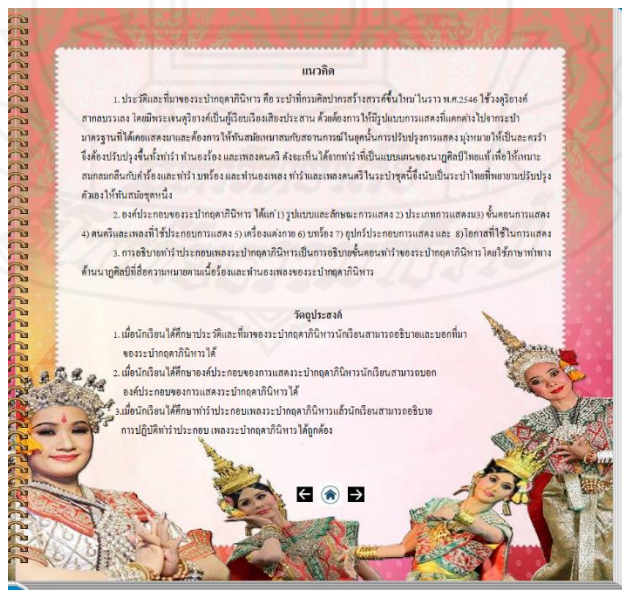 แนวคิด
1. ประวัติและที่มาของระบำกฤดาภินิหาร คือ ระบำที่กรมศิลปากรสร้างสรรค์ขึ้นใหม่ ในราว พ.ศ.2546 ใช้วงดุริยางค์
สากลบรรเลง โดยมีพระเจนดุริยางค์เป็นผู้เรียบเรียงเสียงประสาน ด้วยต้องการให้มีรูปแบบการแสดงที่แตกต่างไปจากระบำ
มาตรฐานที่ได้เคยแสดงมาและต้องการให้ทันสมัยเหมาะสมกับสถานการณ์ในยุคนั้นการปรับปรุงการแสดง มุ่งหมายให้เป็นละครรำ
จึงต้องปรับปรุงขึ้นทั้งท่ารำ ทำนองร้อง และเพลงดนตรี ดังจะเห็นได้จากท่ารำที่เป็นแบบแผนของนาฏศิลป์ไทยแท้ เพื่อให้เหมาะ
สมกลมกลืนกับคำร้องและท่ารำ บทร้อง และทำนองเพลง ท่ารำและเพลงดนตรีในระบำชุดนี้จึงนับเป็นระบำไทยที่พยายามปรับปรุง
ตัวเองให้ทันสมัยชุดหนึ่ง
2. องค์ประกอบของระบำกฤดาภินิหาร ได้แก่ 1) รูปแบบและลักษณะการแสดง 2) ประเภทการแสดงม3) ขั้นตอนการแสดง
4) ดนตรีและเพลงที่ใช้ประกอบการแสดง 5) เครื่องแต่งกาย 6) บทร้อง 7) อุปกร์ประกอบการแสดง และ 8)โอกาสที่ใช้ในการแสดง
3. การอธิบายท่ารำประกอบเพลงระบำกฤดาภินิหารเป็นการอธิบายขั้นตอนท่ารำของระบำกฤดาภินิหาร โดยใช้ภาษาท่าทาง
ด้านนาฏศิลป์ที่สื่อความหมายตามเนื้อร้องและทำนองเพลงของระบำกฤดาภินิหาร
วัตถุประสงค์
1. เมื่อนักเรียนได้ศึกษาประวัติและที่มาของระบำกฤดาภินิหารนักเรียนสามารถอธิบายและบอกที่มา
ของระบำกฤดาภินิหารได้
2. เมื่อนักเรียนได้ศึกษาองค์ประกอบของการแสดงระบำกฤดาภินิหารนักเรียนสามารถบอก
องค์ประกอบของการแสดงระบำกฤดาภินิหารได้
3.เมื่อนักเรียนได้ศึกษาท่ารำประกอบเพลงระบำกฤดาภินิหารแล้วนักเรียนสามารถอธิบาย
การปฏิบัติท่ารำประกอบ เพลงระบำกฤดาภินิหารได้ถูกต้อง